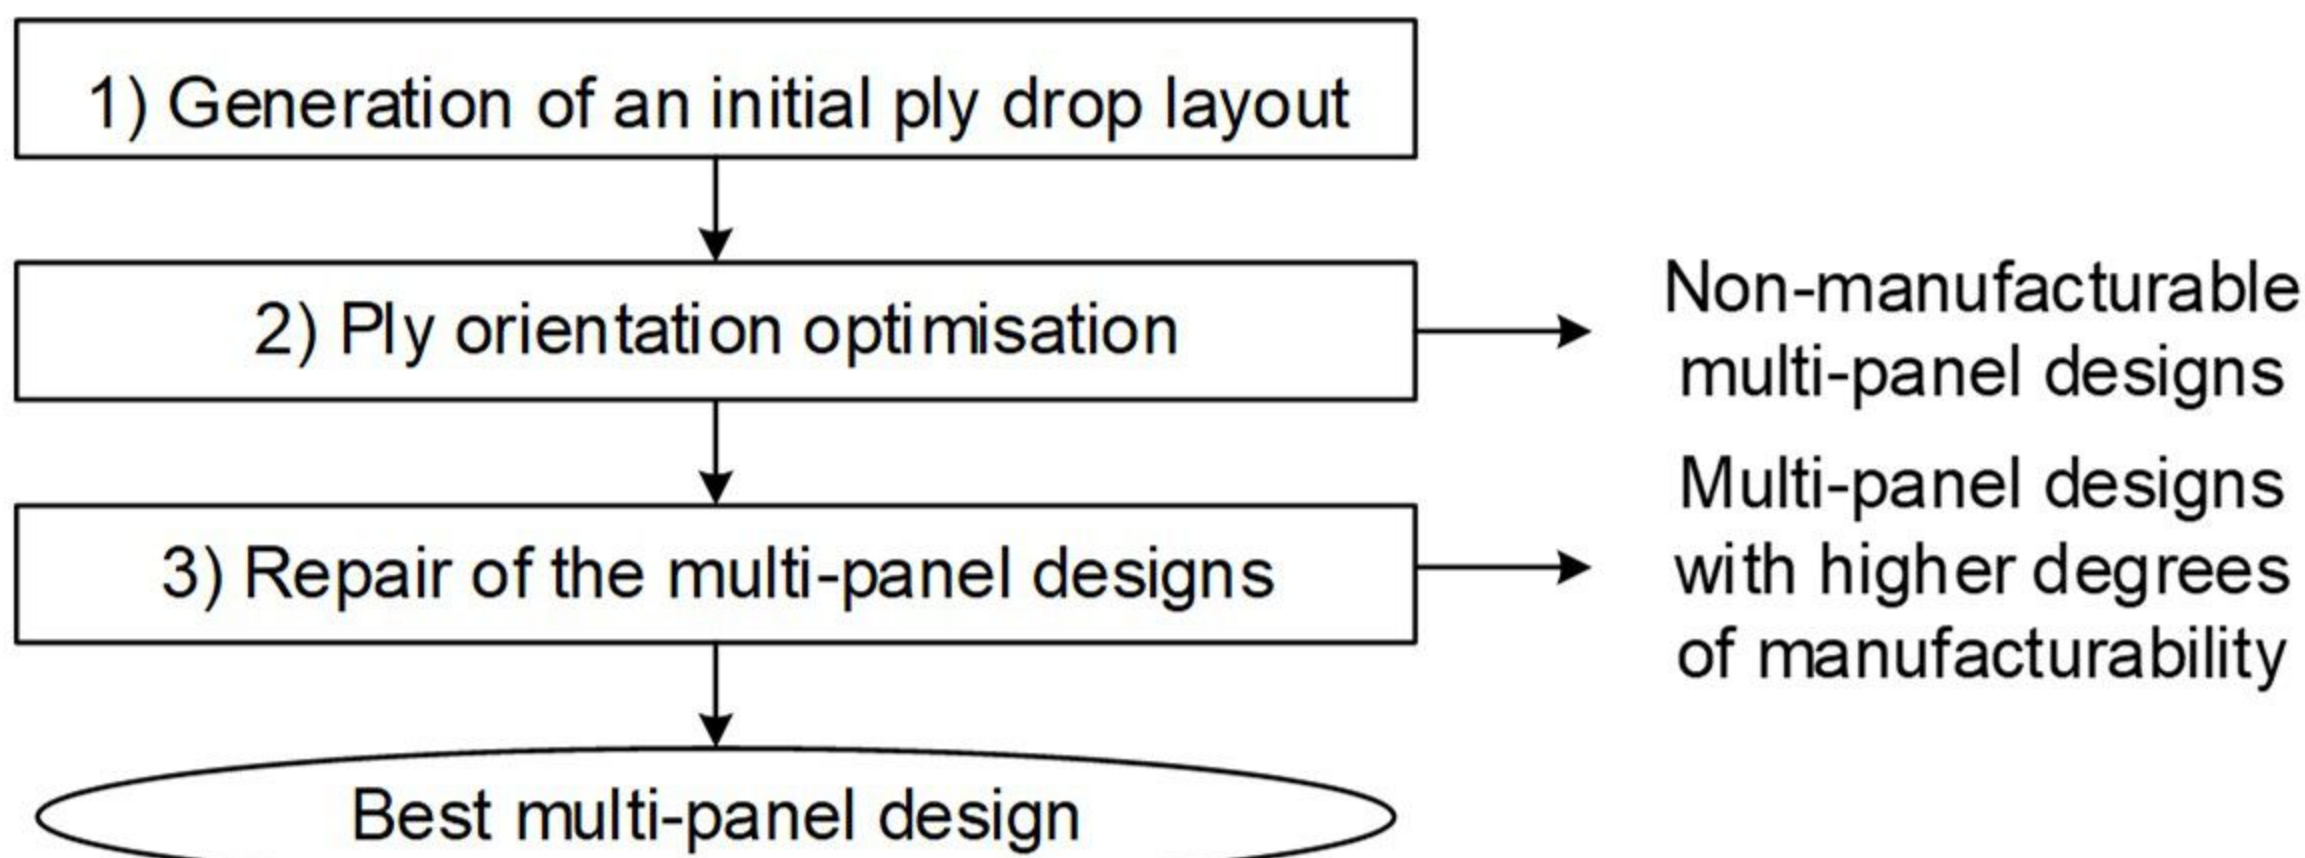 1) Generation of an initial ply drop layout
2) Ply orientation optimisation
Non-manufacturable
multi-panel designs
3) Repair of the multi-panel designs
Multi-panel designs
with higher degrees
of manufacturability
Best multi-panel design